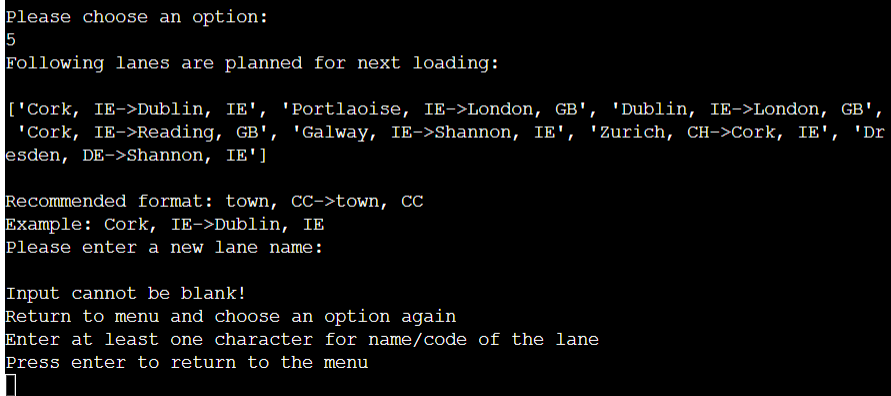 Please choose an option:
5
Following lanes are planned for next loading:
['Cork, IE->Dublin, IE', 'Portlaoise, IE->London, GB', 'Dublin, IE->London, GB',
'Cork, IE->Reading, GB', 'Galway, IE->Shannon, IE', 'Zurich, CH->Cork, IE', 'Dr
esden, DE->Shannon, IE']
Recommended format: town, CC->town, CC
Example: Cork, IE->Dublin, IE
Please enter a new lane name:
Input cannot be blank!
Return to menu and choose an option again
Enter at least one character for name/code of the lane
Press enter to return to the menu